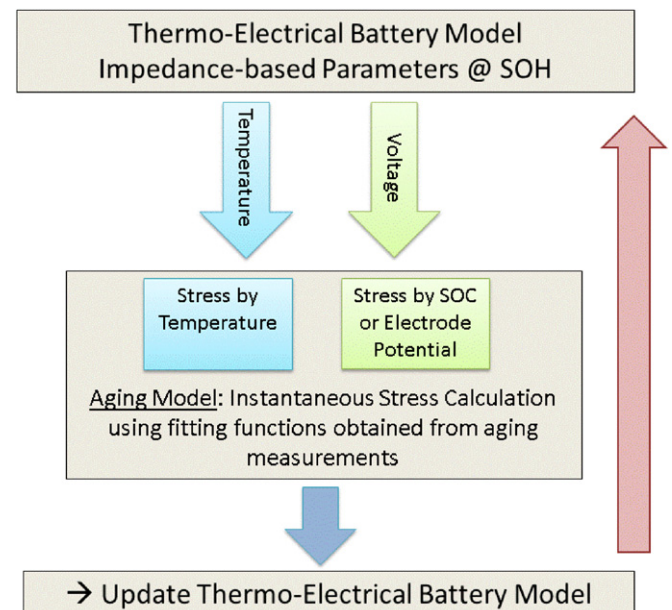 Thermo-Electrical Battery Model
Impedance-based Parameters @ SOH
Temperature
Voltage
Stress by
Temperature
Stress by SOC
or Electrode
Potential
Aging Model: Instantaneous Stress Calculation
using fitting functions obtained from aging
measurements
→ Update Thermo-Electrical Battery Model